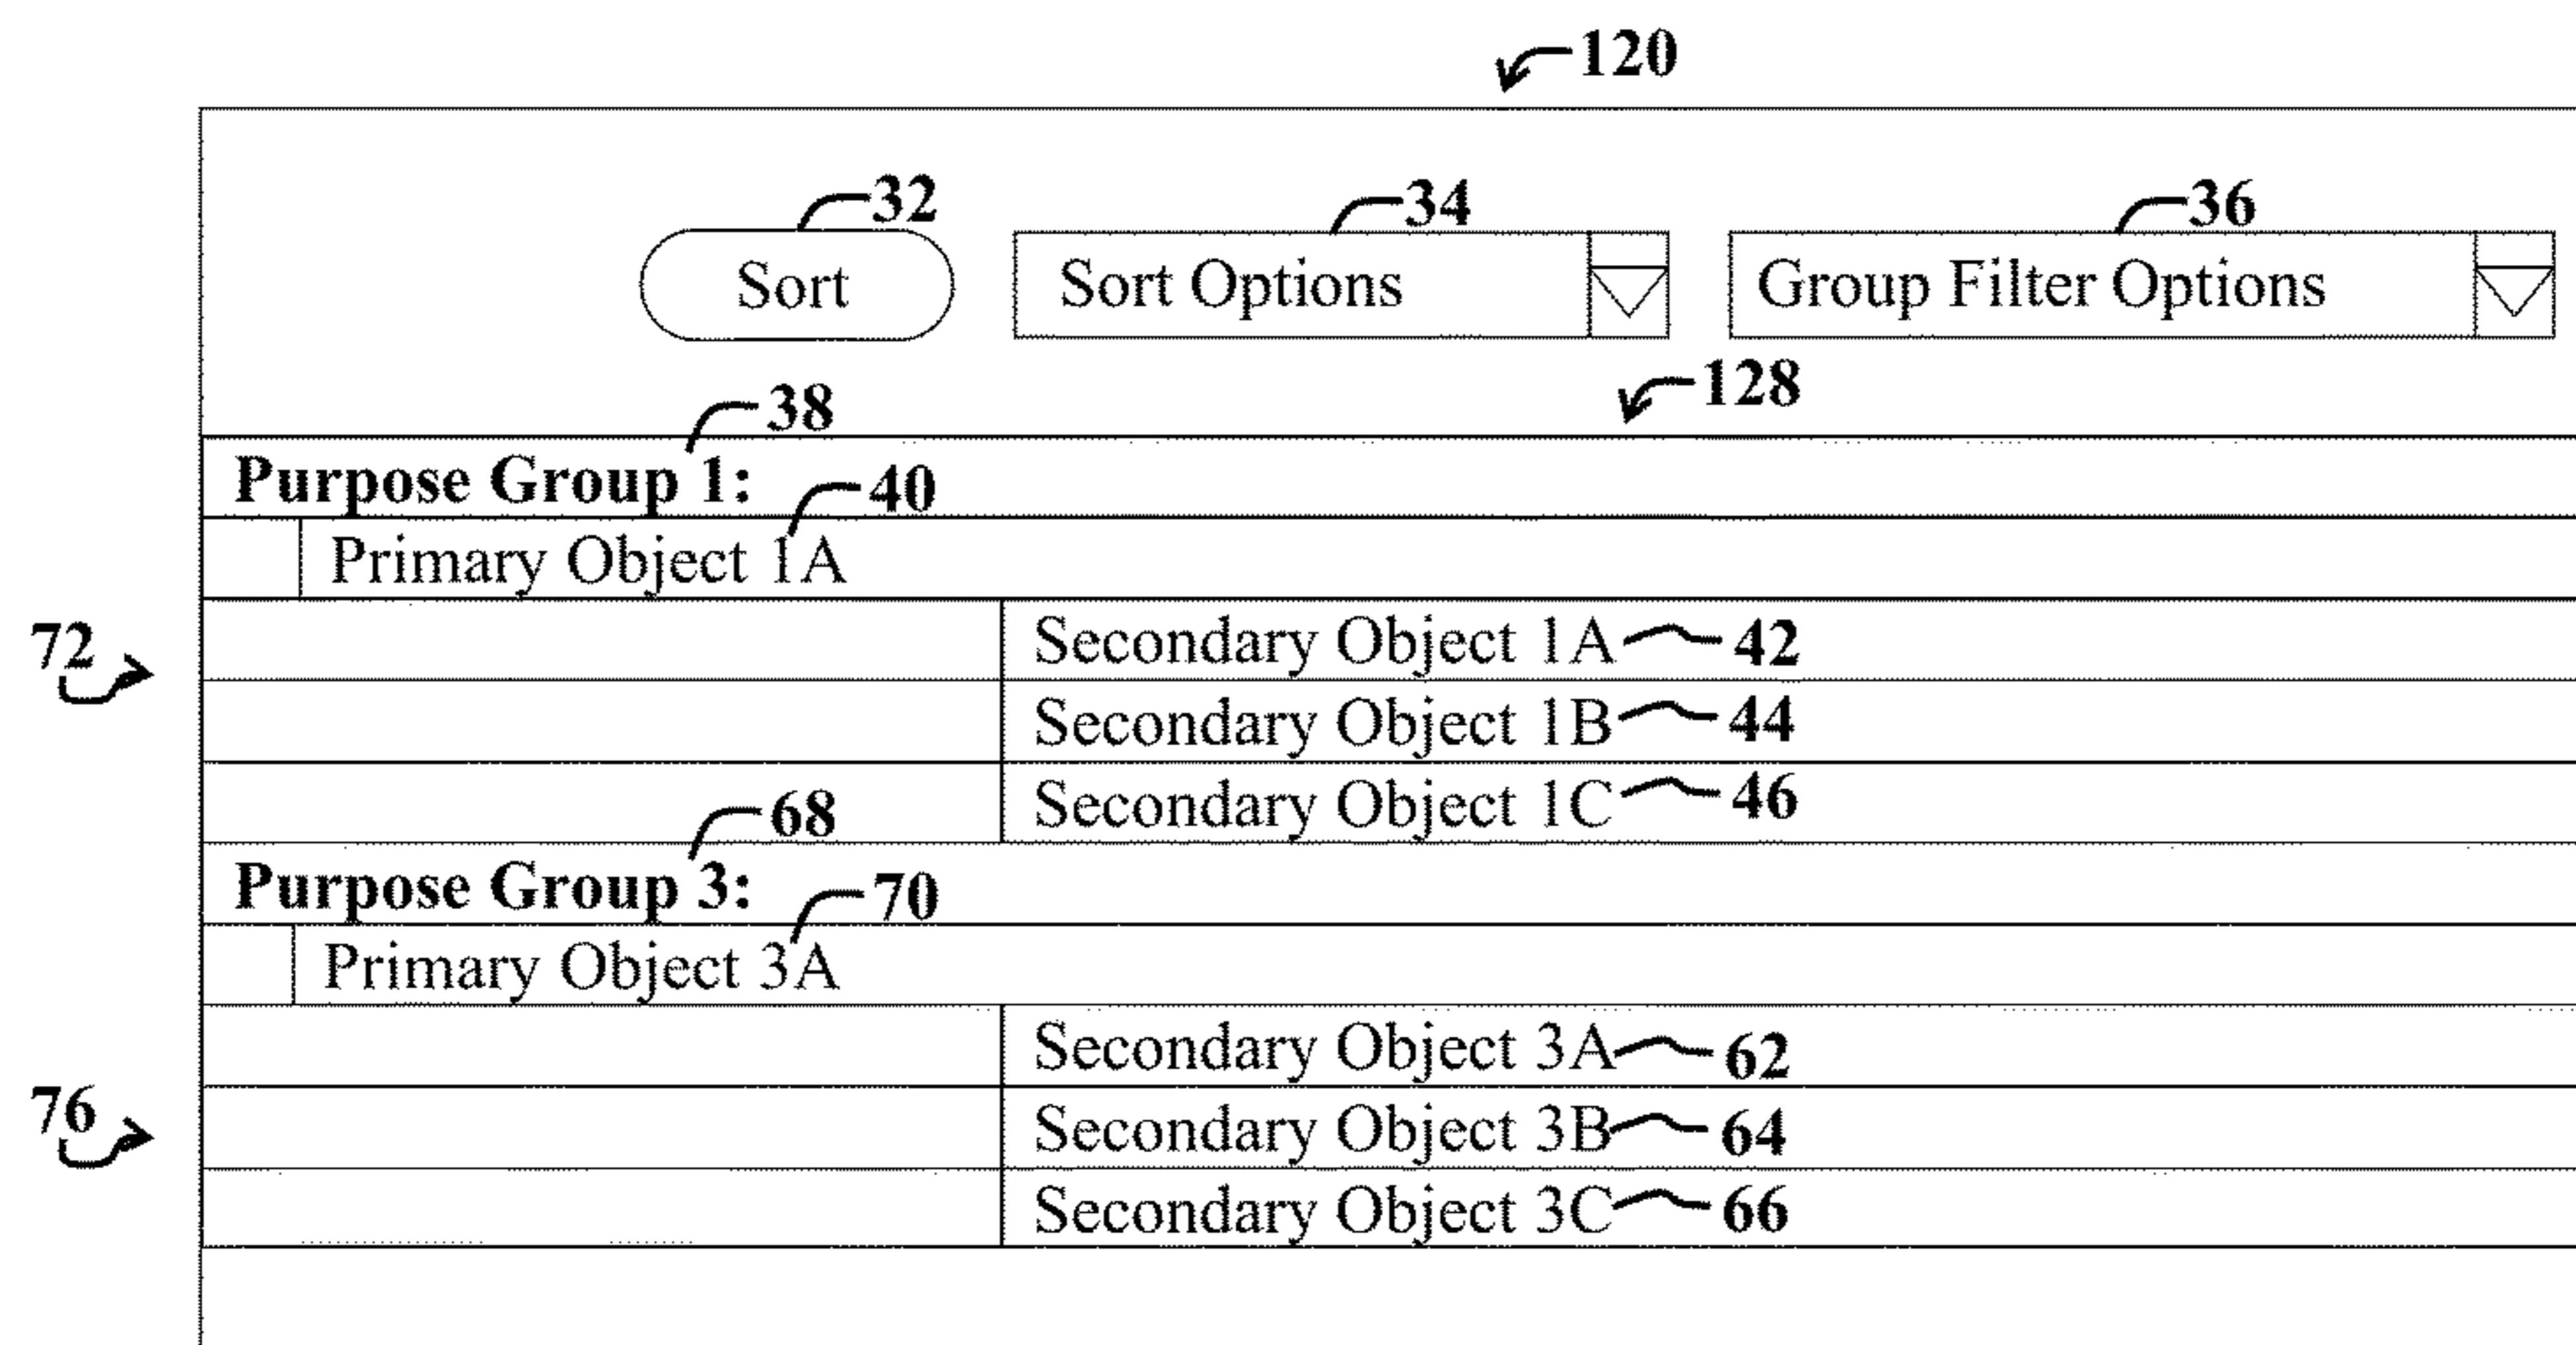 120
32 34 36
Sort Sort Options Group Filter Options
128
38
Purpose Group 1:
40
Primary Object 1A
72
Secondary Object 1A 42
Secondary Object 1B 44
Secondary Object 1C 46
68
Purpose Group 3:
70
Primary Object 3A
76
Secondary Object 3A 62
Secondary Object 3B 64
Secondary Object 3C 66